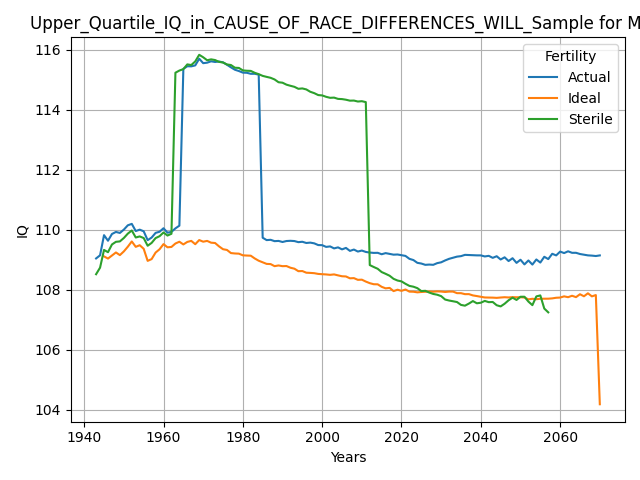 Upper_Quartile_IQ_in_CAUSE_OF_RACE_DIFFERENCES_WILL_Sample for M
116
114
112
110
108
106
104
IQ
Fertility
Actual
Ideal
Sterile
1940 1960 1980 2000 2020 2040 2060
Years